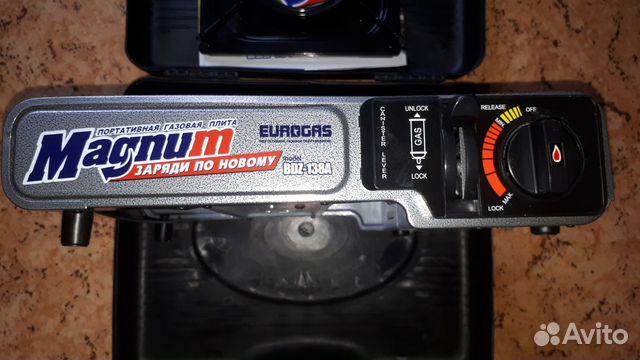 ПОРТАТИВНАЯ ГАЗОВАЯ ПЛИТА
Magnum
ЗАРЯДИ ПО НОВОМУ
EUROGAS
model
BDZ-138A
CANISTER LEVER
UNLOCK
GAS
LOCK
RELEASE
OFF
MAX
LOCK
Avito